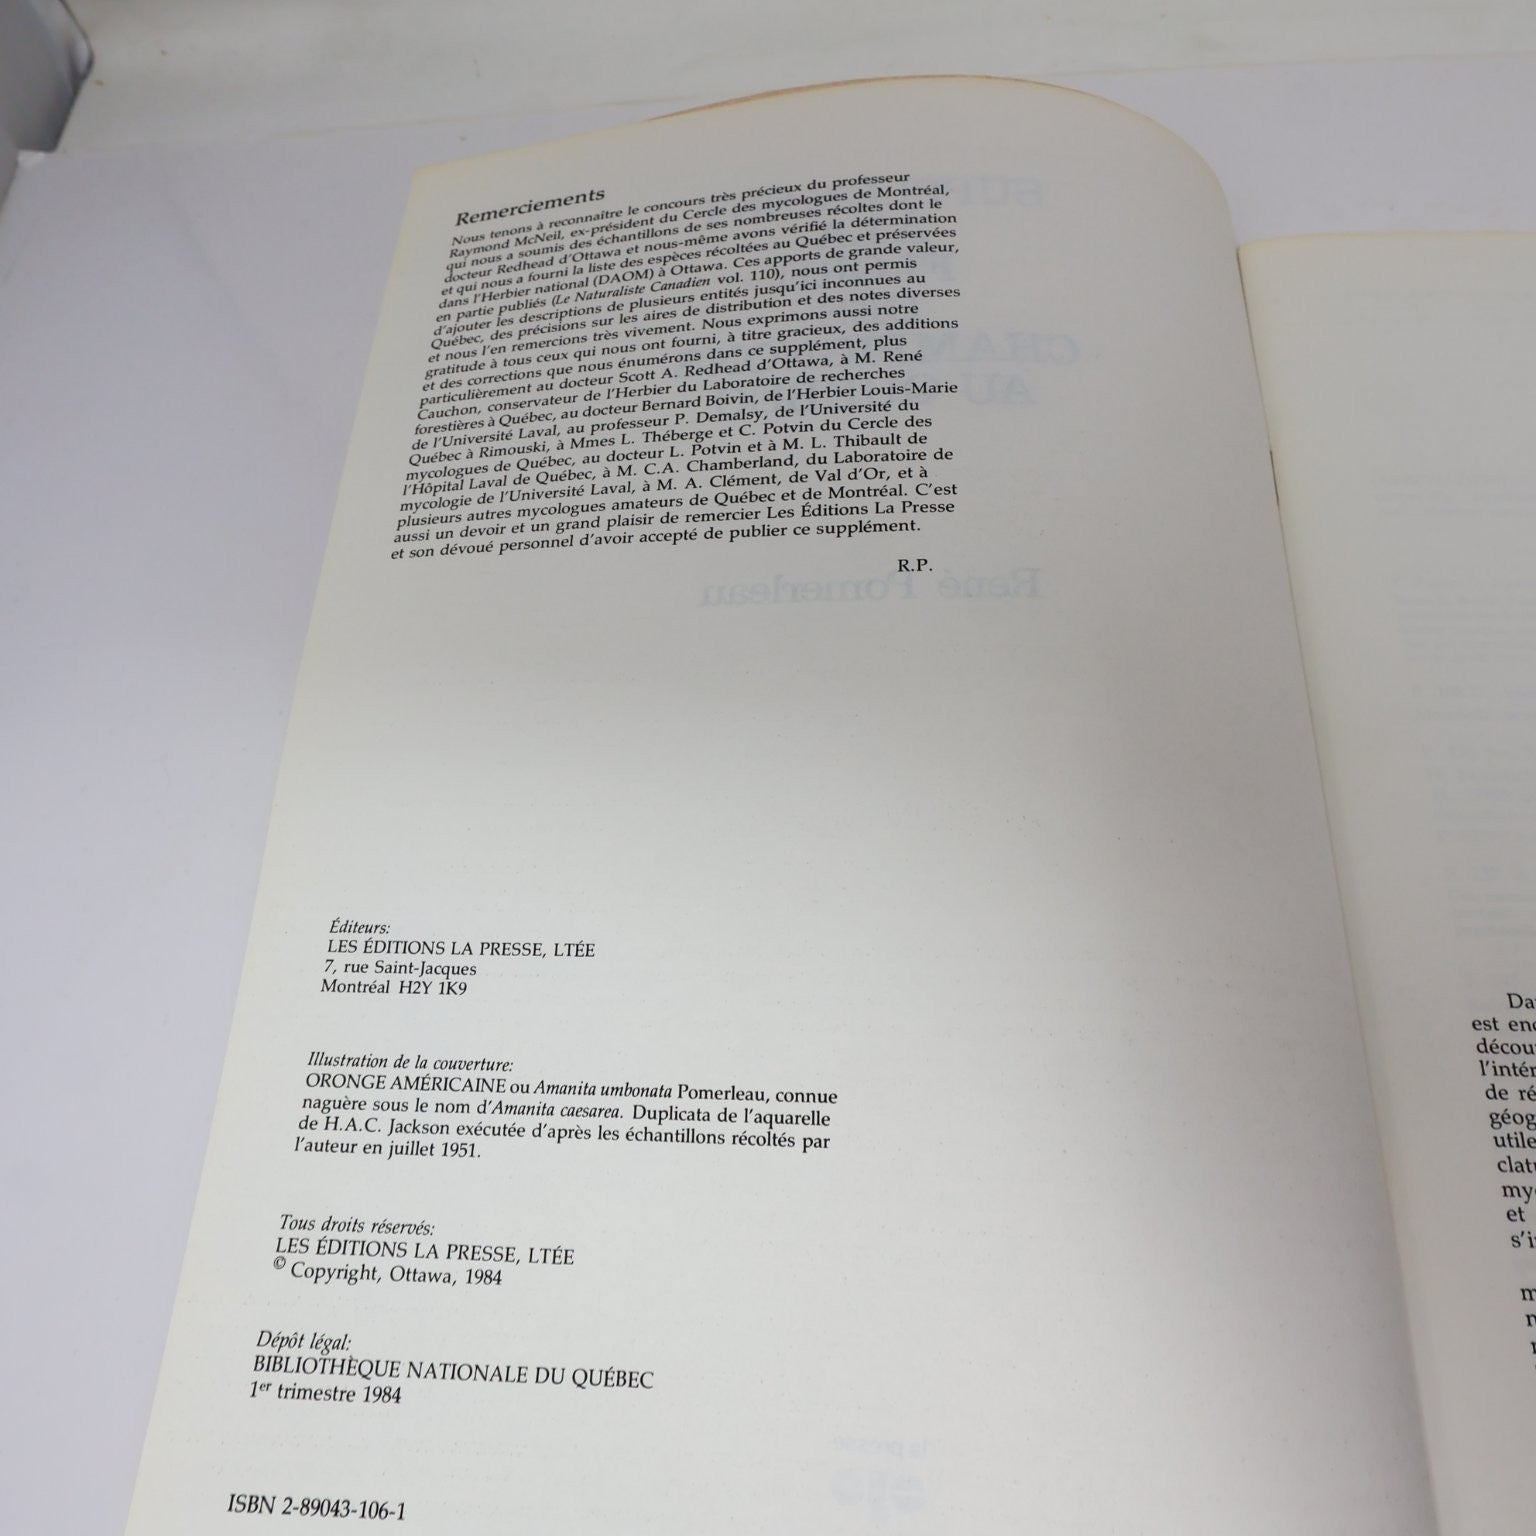 Remerciements
Nous tenons à reconnaître le concours très précieux du professeur
Raymond McNeil, ex-président du Cercle des mycologues de Montréal,
qui nous a soumis des échantillons de ses nombreuses récoltes dont le
docteur Redhead d'Ottawa et nous-même avons vérifié la détermination
et qui nous a fourni la liste des espèces récoltées au Québec et préservées
dans l'Herbier national (DAOM) à Ottawa. Ces apports de grande valeur,
en partie publiés (Le Naturaliste Canadien vol. 110), nous ont permis
d'ajouter les descriptions de plusieurs entités jusqu'ici inconnues au
Québec, des précisions sur les aires de distribution et des notes diverses
et nous l'en remercions très vivement. Nous exprimons aussi notre
gratitude à tous ceux qui nous ont fourni, à titre gracieux, des additions
et des corrections que nous énumérons dans ce supplément, plus
particulièrement au docteur Scott A. Redhead d'Ottawa, à M. René
Cauchon, conservateur de l'Herbier du Laboratoire de recherches
forestières à Québec, au docteur Bernard Boivin, de l'Herbier Louis-Marie
de l'Université Laval, au professeur P. Demalsy, de l'Université du
Québec à Rimouski, à Mmes L. Théberge et C. Potvin du Cercle des
mycologues de Québec, au docteur L. Potvin et à M. L. Thibault de
l'Hôpital Laval de Québec, à M. C.A. Chamberland, du Laboratoire de
mycologie de l'Université Laval, à M. A. Clément, de Val d'Or, et à
plusieurs autres mycologues amateurs de Québec et de Montréal. C'est
aussi un devoir et un grand plaisir de remercier Les Éditions La Presse
et son dévoué personnel d'avoir accepté de publier ce supplément.
R.P.
Éditeurs:
LES ÉDITIONS LA PRESSE, LTÉE
7, rue Saint-Jacques
Montréal H2Y 1K9
Illustration de la couverture:
ORONGE AMÉRICAINE ou Amanita umbonata Pomerleau, connue
naguère sous le nom d'Amanita caesarea. Duplicata de l'aquarelle
de H.A.C. Jackson exécutée d'après les échantillons récoltés par
l'auteur en juillet 1951.
Tous droits réservés:
LES ÉDITIONS LA PRESSE, LTÉE
© Copyright, Ottawa, 1984
Dépôt légal:
BIBLIOTHÈQUE NATIONALE DU QUÉBEC
1er trimestre 1984
ISBN 2-89043-106-1
est
de
et